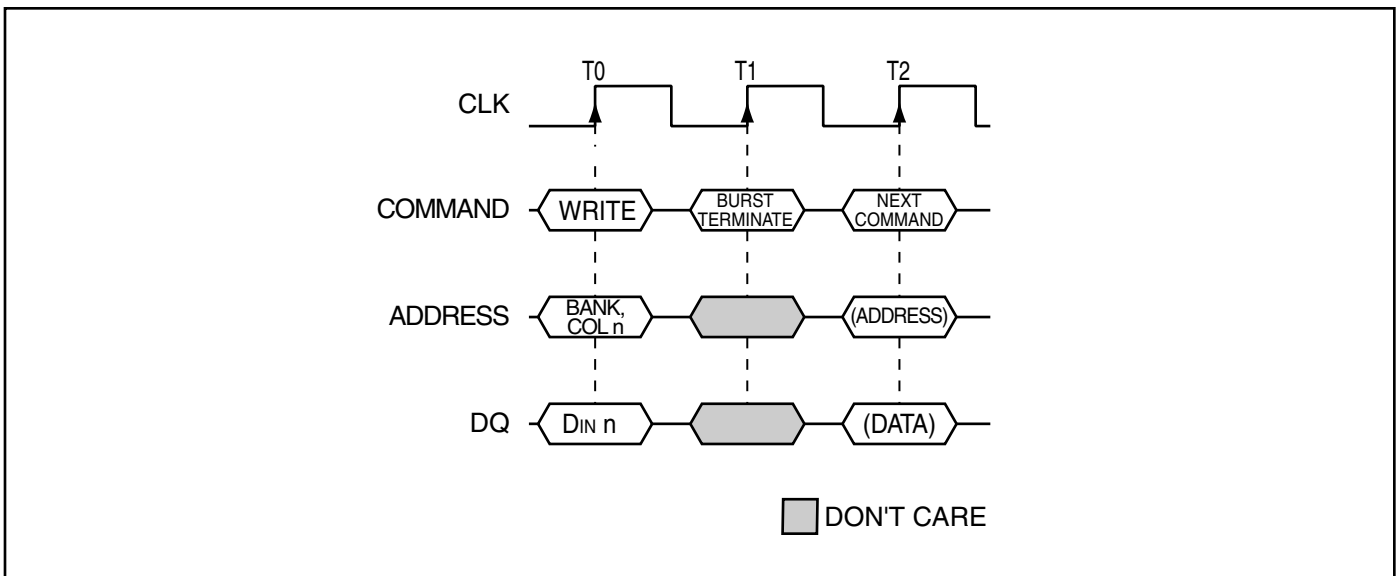 T0 T1 T2
CLK
COMMAND WRITE BURST TERMINATE NEXT COMMAND
ADDRESS BANK, COL n (ADDRESS)
DQ DIN n (DATA)
DON'T CARE